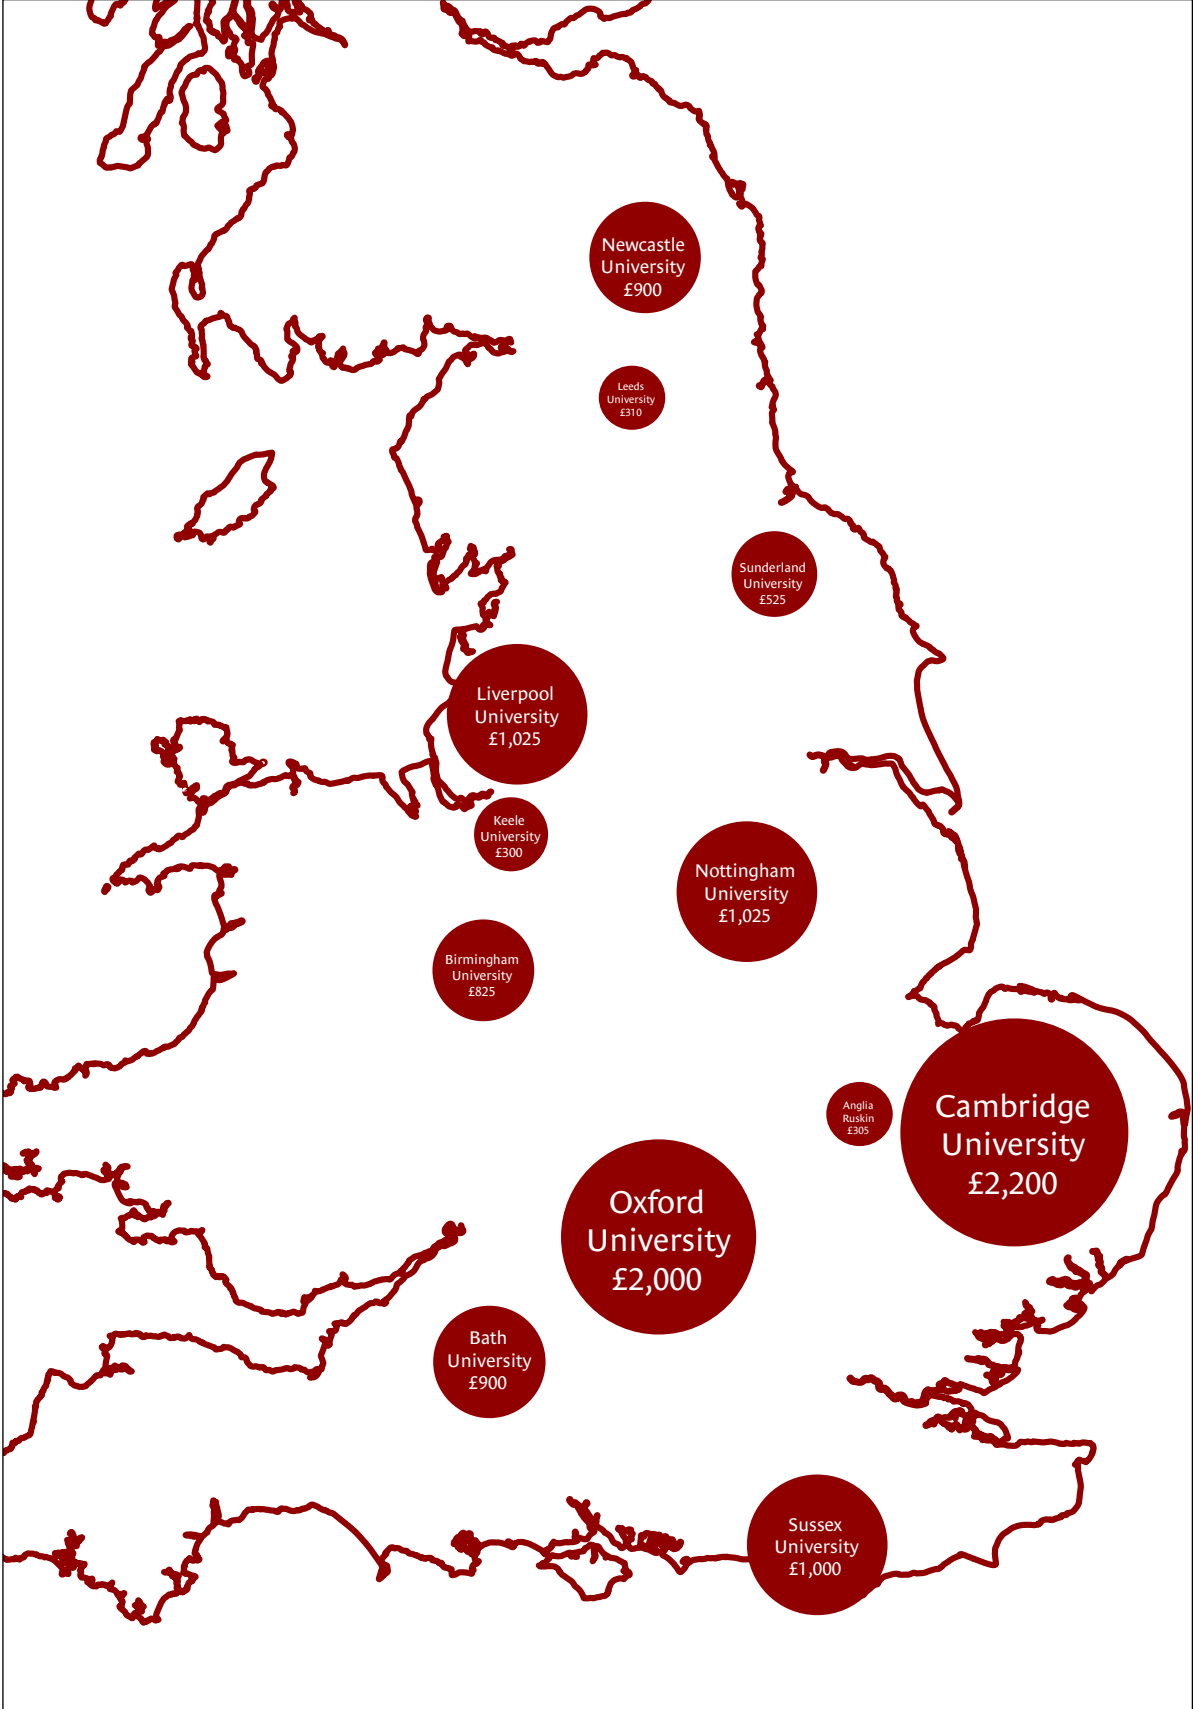 Newcastle
University
£900
Leeds
University
£310
Sunderland
University
£525
Liverpool
University
£1,025
Keele
University
£300
Nottingham
University
£1,025
Birmingham
University
£825
Anglia
Ruskin
£305
Cambridge
University
£2,200
Oxford
University
£2,000
Bath
University
£900
Sussex
University
£1,000